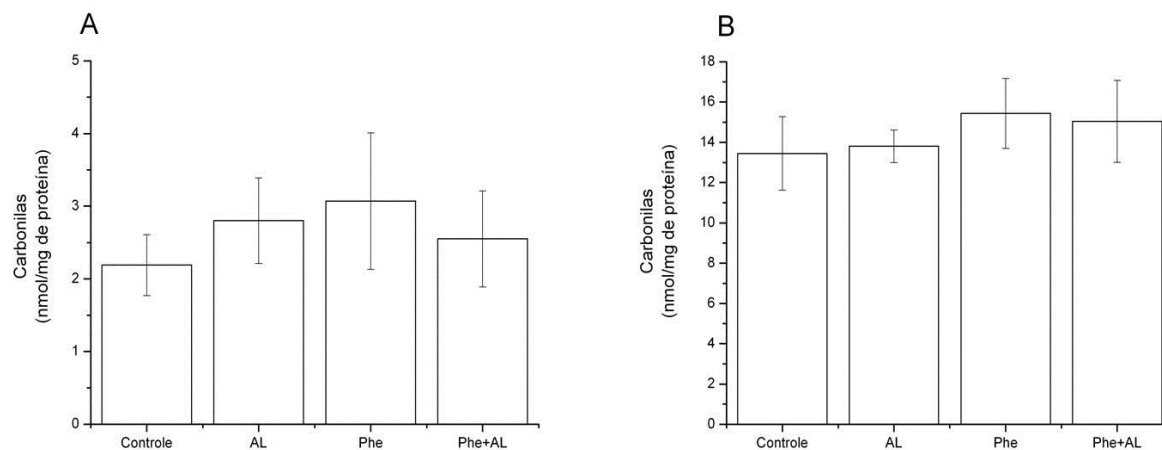 A
Carbonilas
(nmol/mg de proteína)
5
4
3
2
1
0
Controle AL Phe Phe+AL
B
Carbonilas
(nmol/mg de proteína)
18
16
14
12
10
8
6
4
2
0
Controle AL Phe Phe+AL